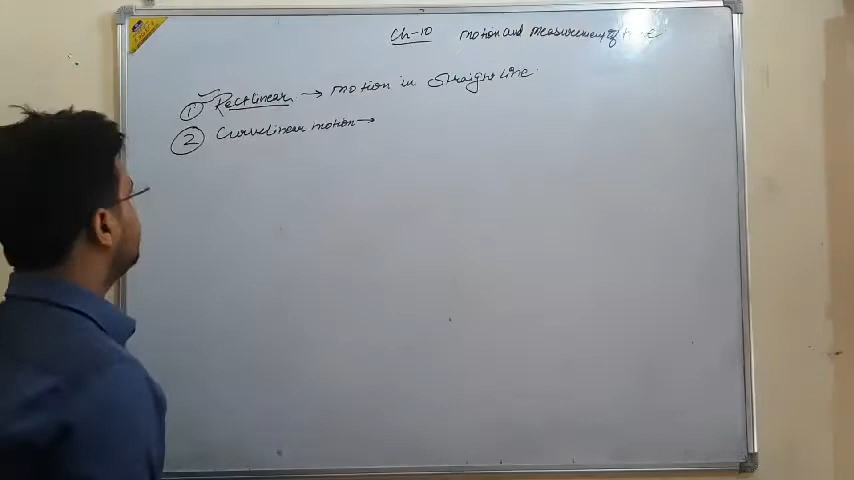 Ch-10 motion and measurement of time
① Rectlinear → motion in Straight line
② Curvelinear motion →